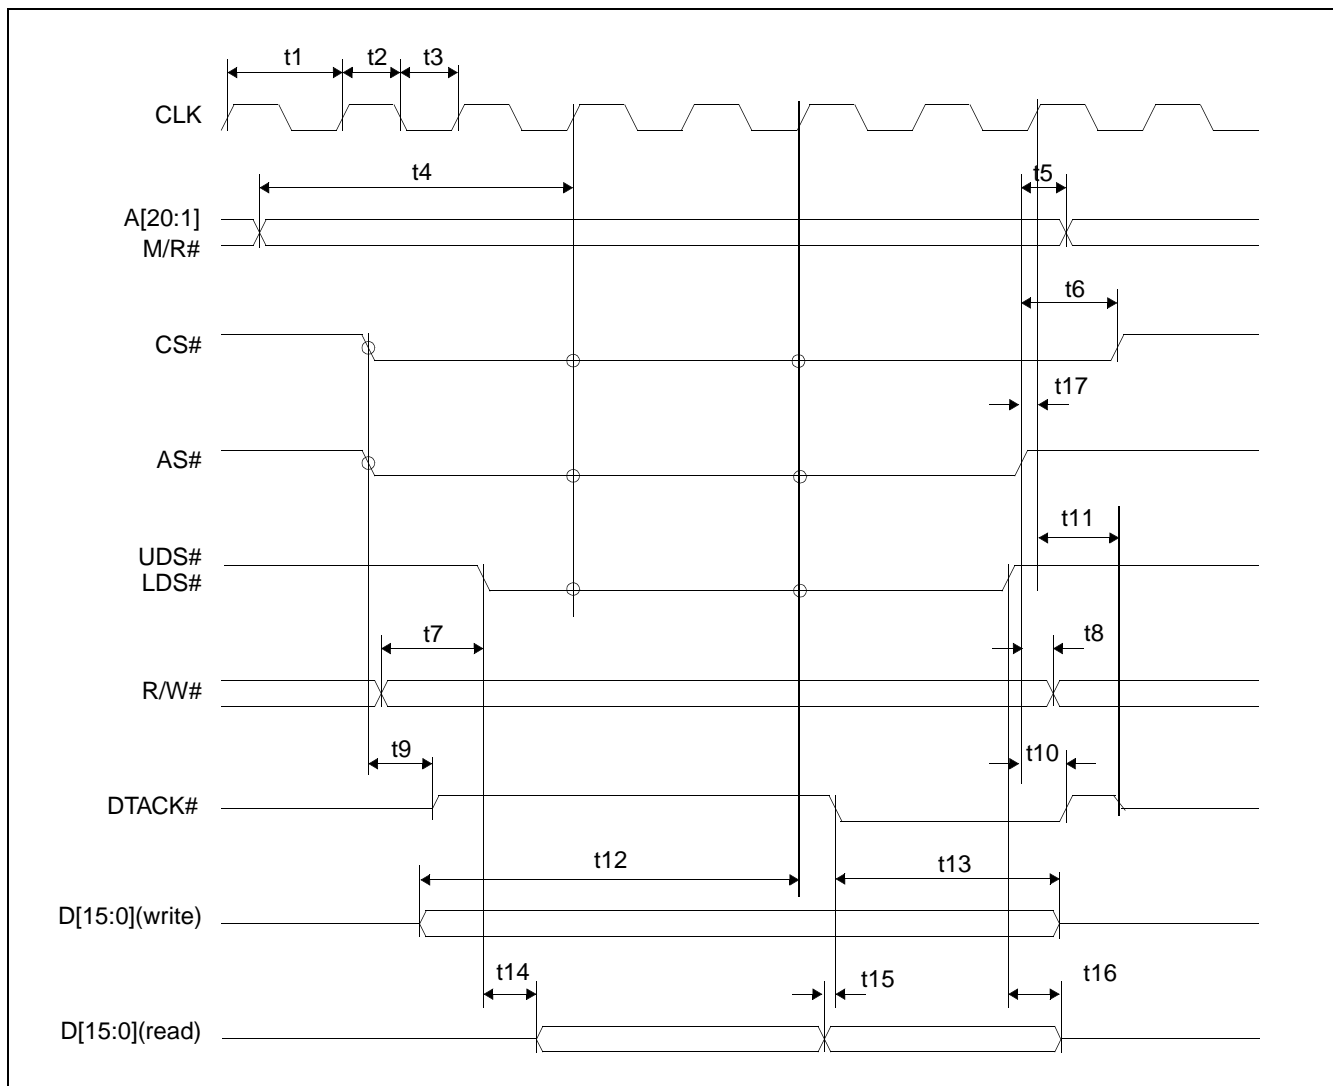 t1 t2 t3
CLK
t4 t5
A[20:1]
M/R#
t6
CS#
t17
AS#
t11
UDS#
LDS#
t7 t8
R/W#
t9 t10
DTACK#
t12 t13
D[15:0](write)
t14 t15 t16
D[15:0](read)